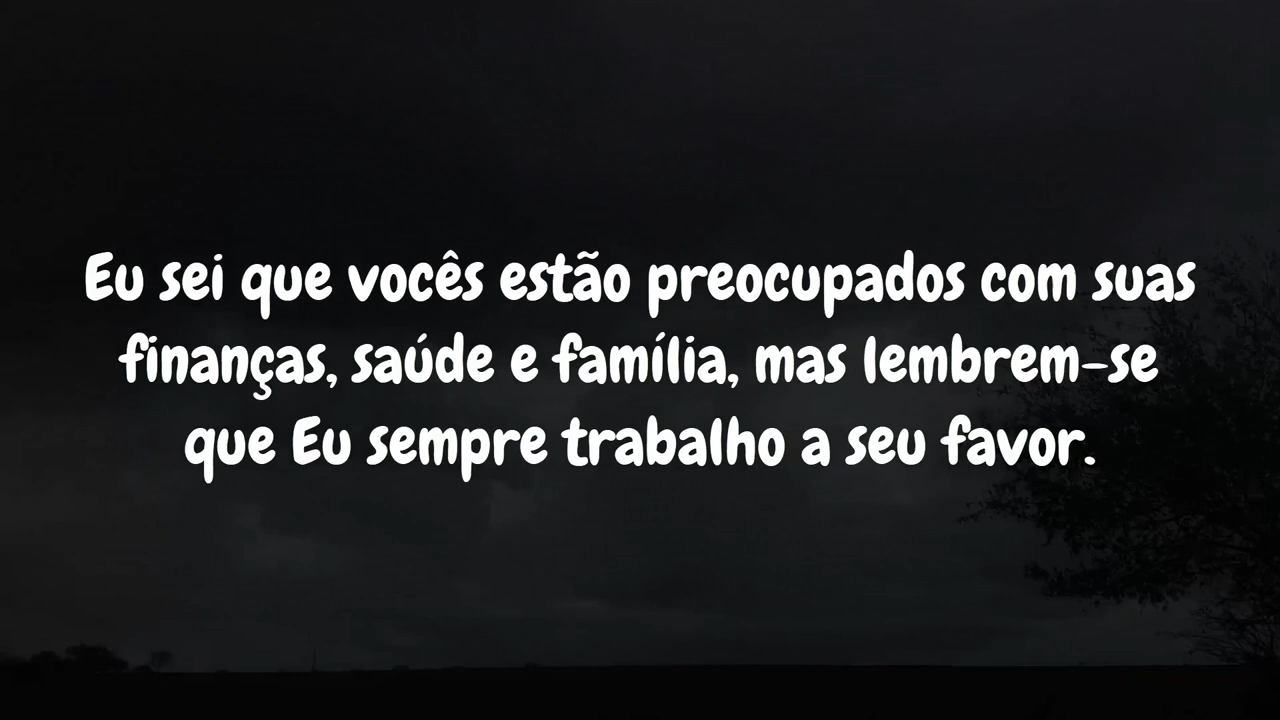 Eu sei que vocês estão preocupados com suas
finanças, saúde e família, mas lembrem-se
que Eu sempre trabalho a seu favor.